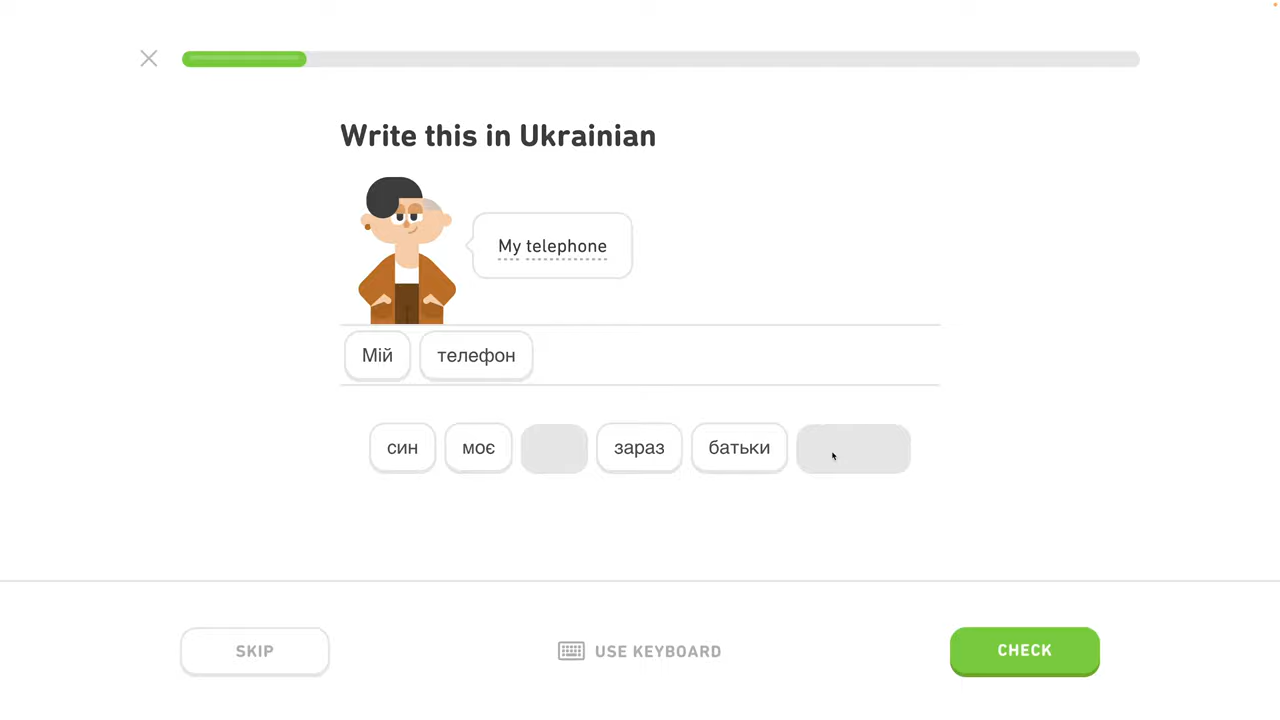 Write this in Ukrainian
My telephone
Мій телефон
син моє зараз батьки
SKIP USE KEYBOARD CHECK